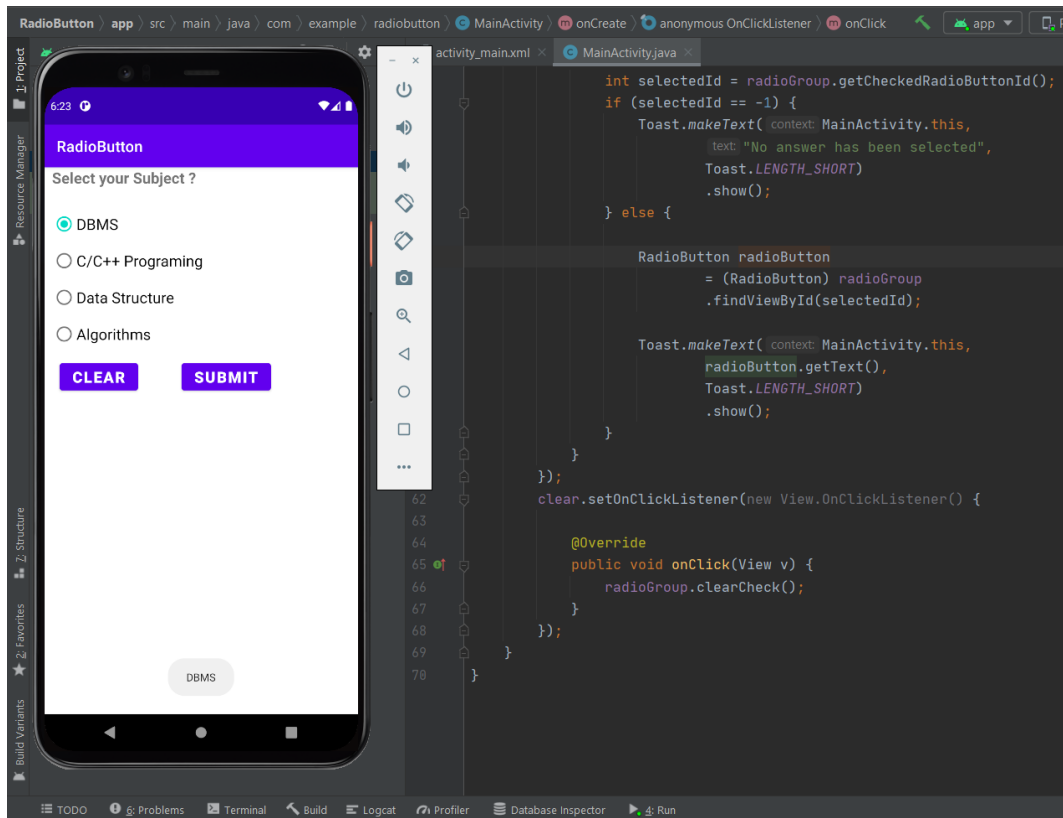 RadioButton app src main java com example radiobutton MainActivity onCreate anonymous OnClickListener onClick app
activity_main.xml
MainActivity.java
1: Project
Resource Manager
Z: Structure
2: Favorites
Build Variants
6:23
RadioButton
Select your Subject ?
DBMS
C/C++ Programing
Data Structure
Algorithms
CLEAR
SUBMIT
DBMS
int selectedId = radioGroup.getCheckedRadioButtonId();
if (selectedId == -1) {
Toast.makeText( context: MainActivity.this,
text: "No answer has been selected",
Toast.LENGTH_SHORT)
.show();
} else {
RadioButton radioButton
= (RadioButton) radioGroup
.findViewById(selectedId);
Toast.makeText( context: MainActivity.this,
radioButton.getText(),
Toast.LENGTH_SHORT)
.show();
}
}
});
62 clear.setOnClickListener(new View.OnClickListener() {
63
64 @Override
65 public void onClick(View v) {
66 radioGroup.clearCheck();
67 }
68 });
69 }
70 }
TODO 6: Problems Terminal Build Logcat Profiler Database Inspector 4: Run